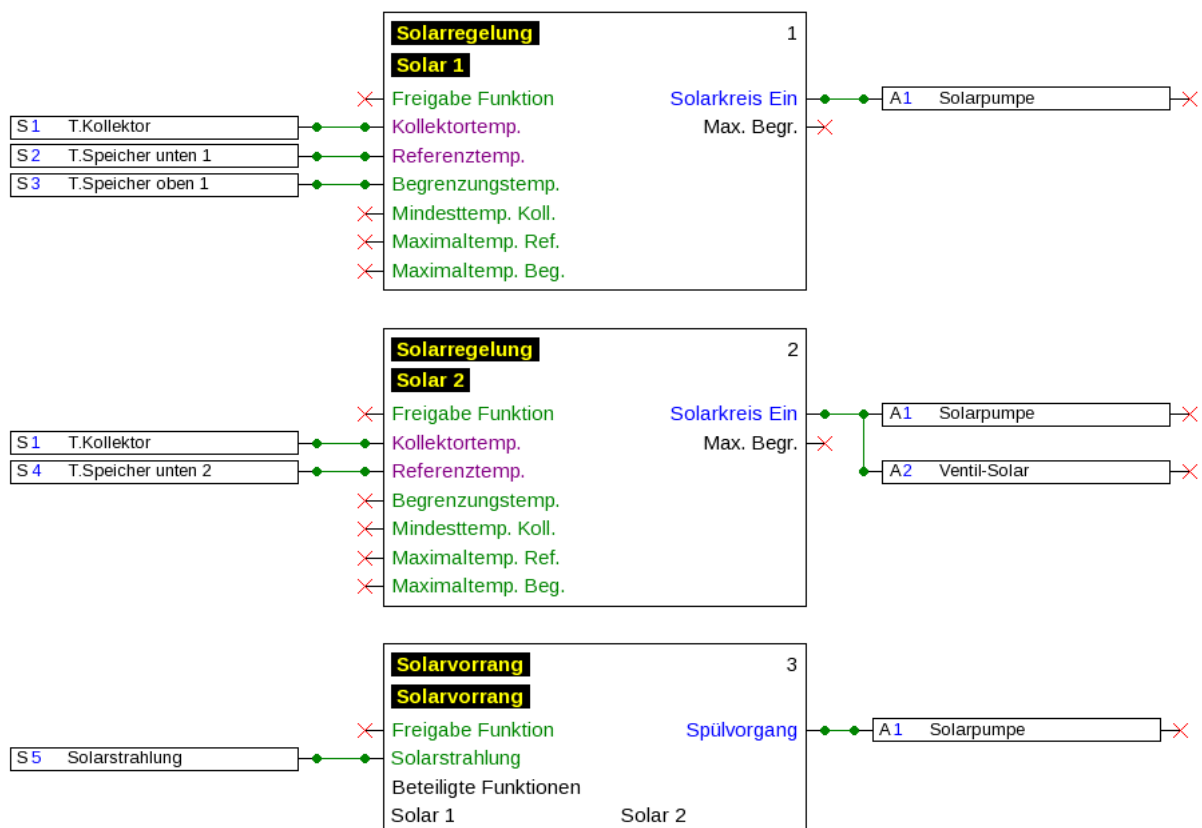 Solarregelung 1
Solar 1
Freigabe Funktion Solarkreis Ein A1 Solarpumpe
S1 T.Kollektor Kollektortemp. Max. Begr.
S2 T.Speicher unten 1 Referenztemp.
S3 T.Speicher oben 1 Begrenzungstemp.
Mindesttemp. Koll.
Maximaltemp. Ref.
Maximaltemp. Beg.
Solarregelung 2
Solar 2
Freigabe Funktion Solarkreis Ein A1 Solarpumpe
S1 T.Kollektor Kollektortemp. Max. Begr.
S4 T.Speicher unten 2 Referenztemp. A2 Ventil-Solar
Begrenzungstemp.
Mindesttemp. Koll.
Maximaltemp. Ref.
Maximaltemp. Beg.
Solarvorrang 3
Solarvorrang
Freigabe Funktion Spülvorgang A1 Solarpumpe
S5 Solarstrahlung Solarstrahlung
Beteiligte Funktionen
Solar 1 Solar 2